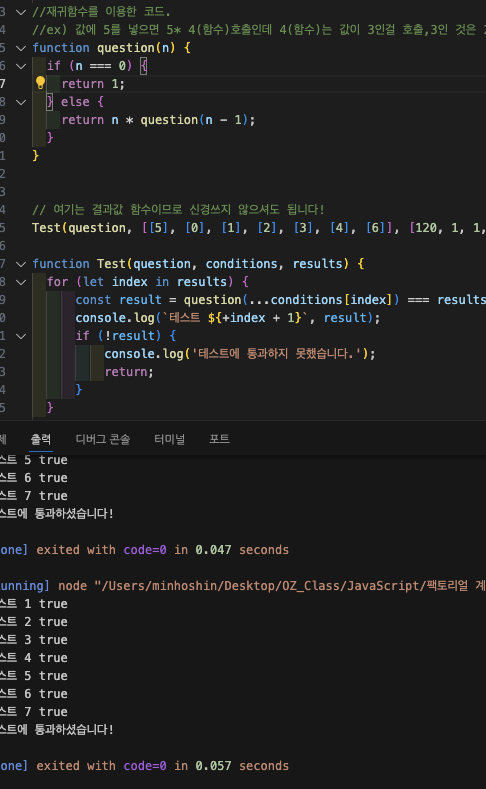 3 //재귀함수를 이용한 코드.
4 //ex) 값에 5를 넣으면 5* 4(함수)호출인데 4(함수)는 값이 3인걸 호출,3인 것은
5 function question(n) {
6 if (n === 0) {
7 return 1;
8 } else {
9 return n * question(n - 1);
0 }
1 }
2
3
4 // 여기는 결과값 함수이므로 신경쓰지 않으셔도 됩니다!
5 Test(question, [[5], [0], [1], [2], [3], [4], [6]], [120, 1, 1,
6
7 function Test(question, conditions, results) {
8 for (let index in results) {
9 const result = question(...conditions[index]) === results
0 console.log(`테스트 ${+index + 1}`, result);
1 if (!result) {
2 console.log('테스트에 통과하지 못했습니다.');
3 return;
4 }
5 }
제 출력 디버그 콘솔 터미널 포트
스트 5 true
스트 6 true
스트 7 true
스트에 통과하셨습니다!
one] exited with code=0 in 0.047 seconds
unning] node "/Users/minhoshin/Desktop/OZ_Class/JavaScript/팩토리얼 계
스트 1 true
스트 2 true
스트 3 true
스트 4 true
스트 5 true
스트 6 true
스트 7 true
스트에 통과하셨습니다!
one] exited with code=0 in 0.057 seconds